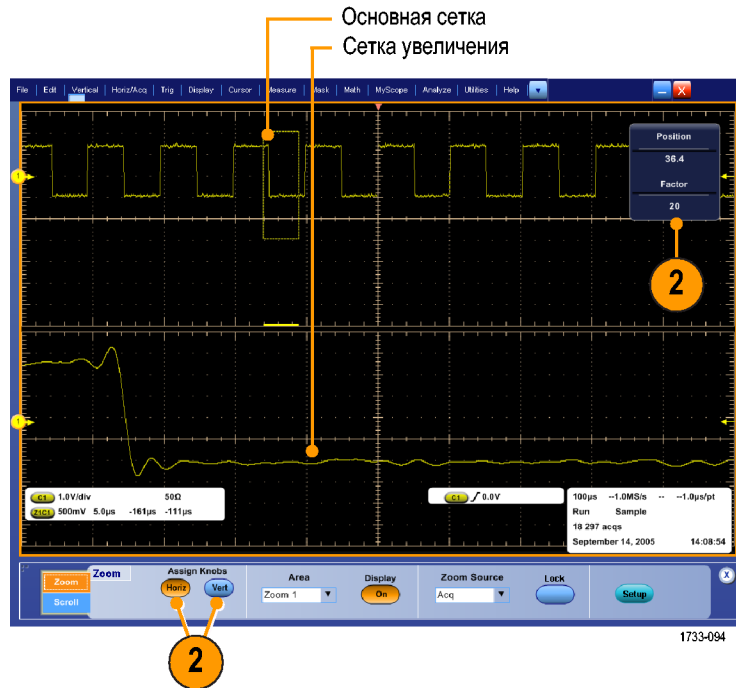 Основная сетка
Сетка увеличения
File | Edit | Vertical | Horiz/Acq | Trig | Display | Cursor | Measure | Mask | Math | MyScope | Analyze | Utilities | Help
X
Position
36.4
Factor
20
2
1
1
C1 1.0V/div 50Ω
Z1C1 500mV 5.0µs -161µs -111µs
C1 0.0V
100µs --1.0MS/s -- --1.0µs/pt
Run Sample
18 297 acqs
September 14, 2005 14:08:54
Zoom
Scroll
Zoom
Assign Knobs
Horiz
Vert
Area
Zoom 1
Display
On
Zoom Source
Acq
Lock
Setup
X
2
1733-094